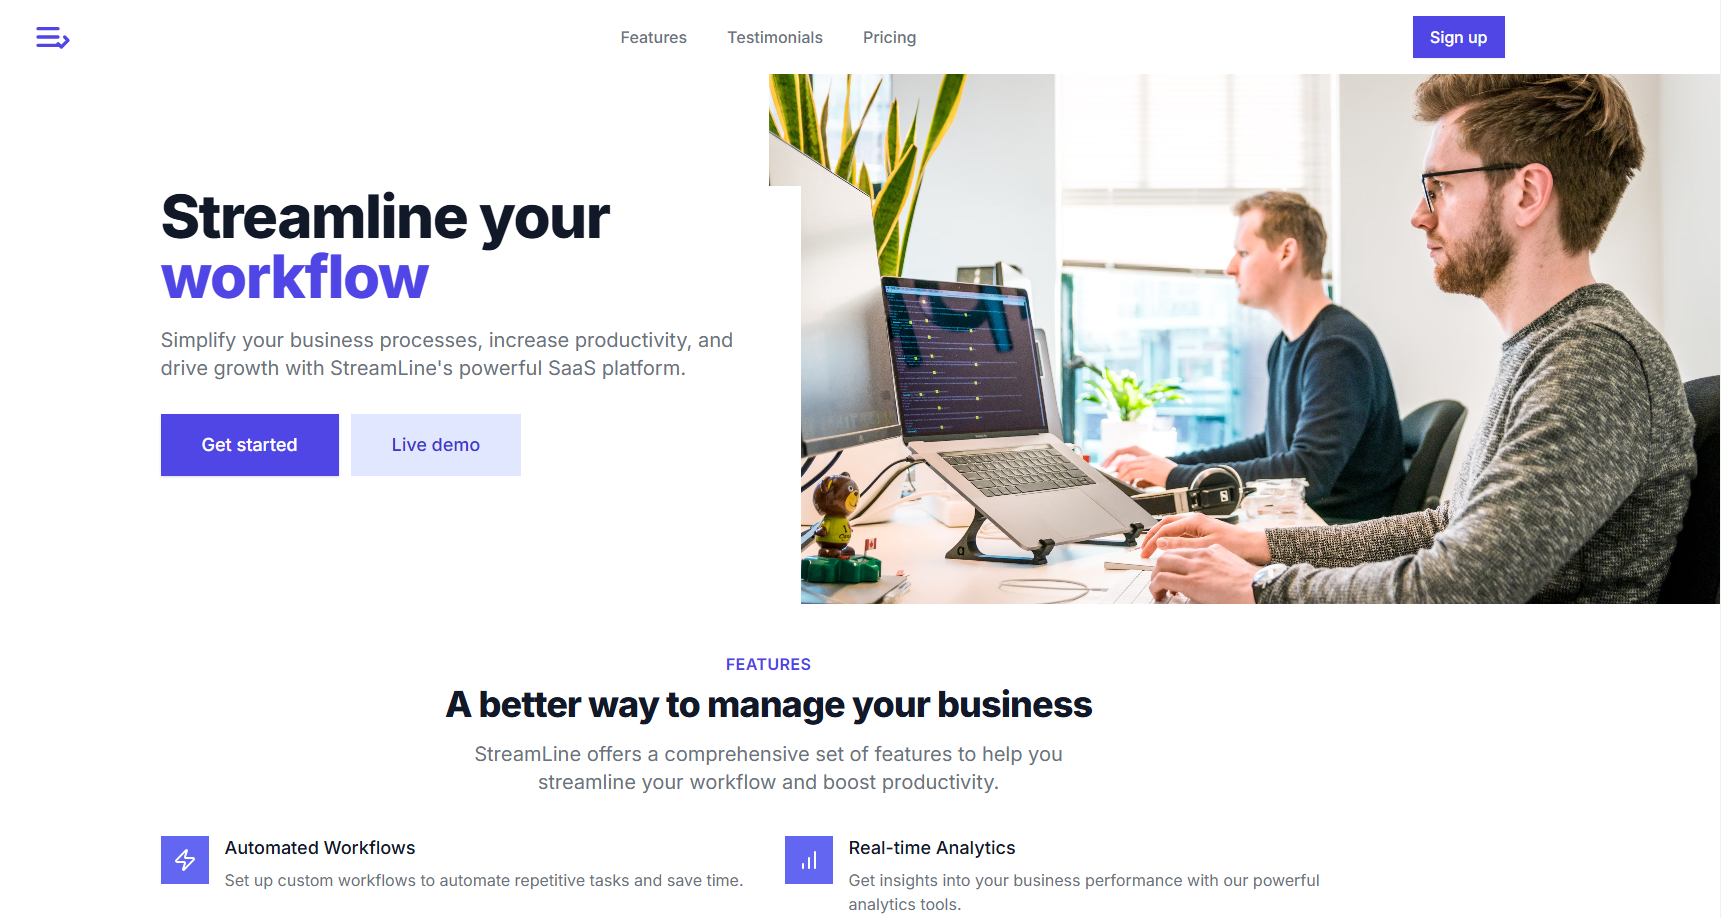 Features
Testimonials
Pricing
Sign up
Streamline your
workflow
Simplify your business processes, increase productivity, and
drive growth with StreamLine's powerful SaaS platform.
Get started
Live demo
FEATURES
A better way to manage your business
StreamLine offers a comprehensive set of features to help you
streamline your workflow and boost productivity.
Automated Workflows
Set up custom workflows to automate repetitive tasks and save time.
Real-time Analytics
Get insights into your business performance with our powerful
analytics tools.